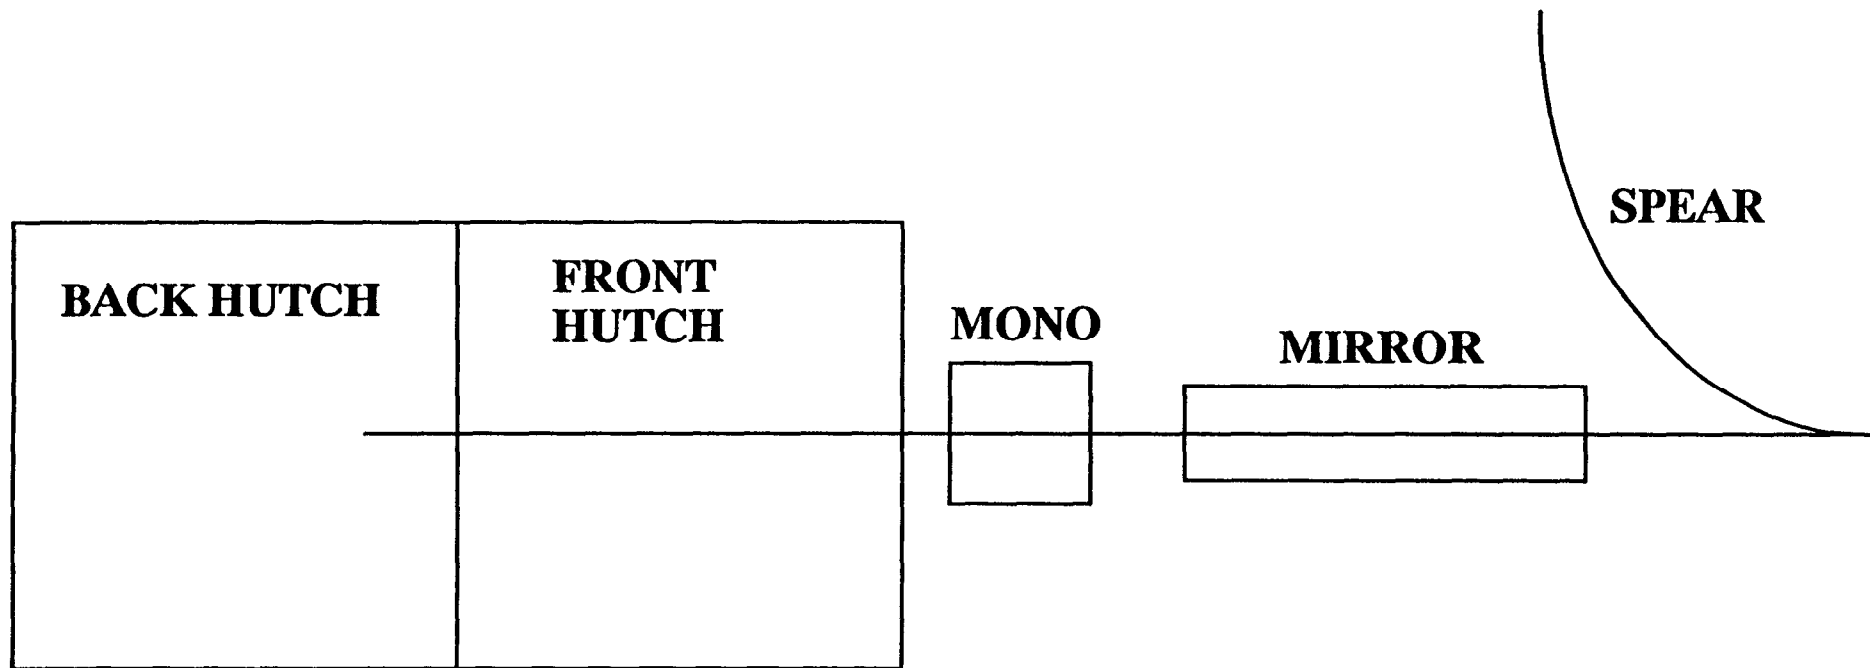 BACK HUTCH
FRONT
HUTCH
MONO
MIRROR
SPEAR